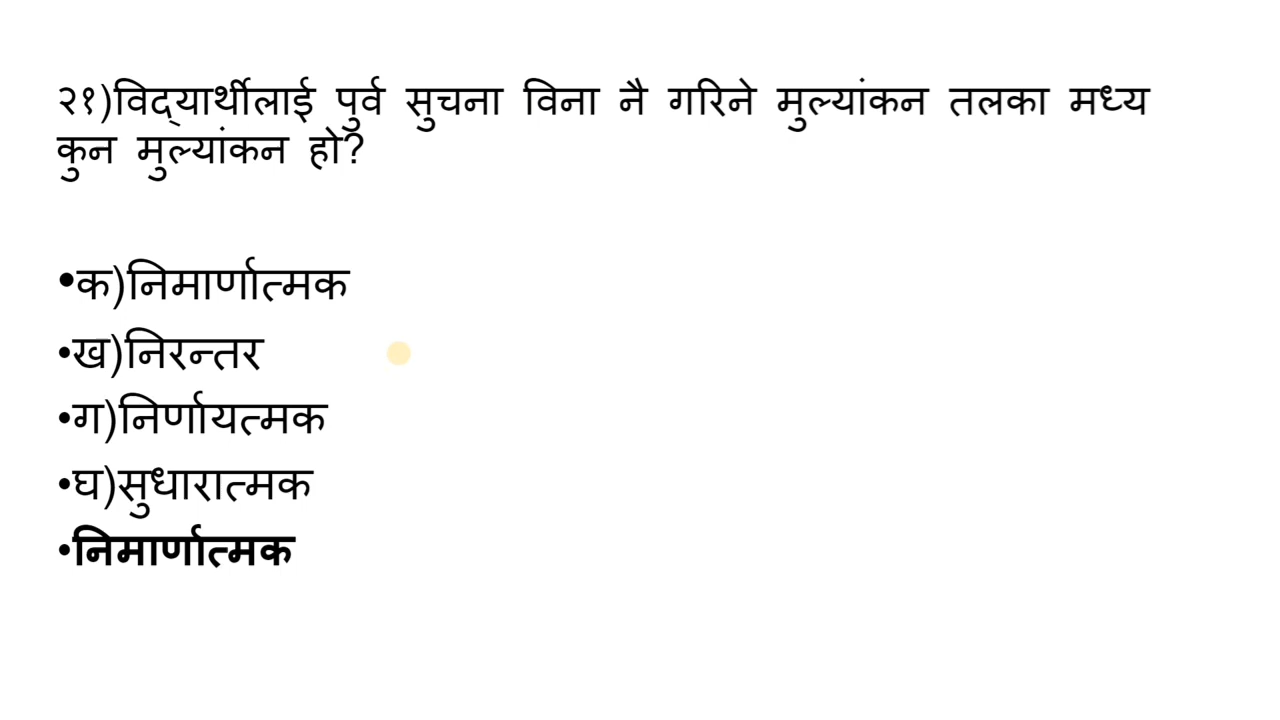 २१)विद्‌यार्थीलाई पुर्व सुचना विना नै गरिने मुल्यांकन तलका मध्य
कुन मुल्यांकन हो?
•क)निमार्णात्मक
•ख)निरन्तर
•ग)निर्णायत्मक
•घ)सुधारात्मक
•निमार्णात्मक